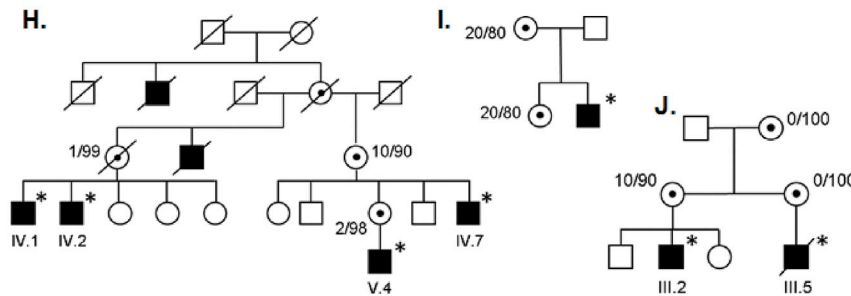 H.
I.
20/80
20/80
*
J.
0/100
1/99
10/90
10/90
0/100
* * 2/98 *
IV.1 IV.2 * IV.7
* *
V.4
III.2 III.5